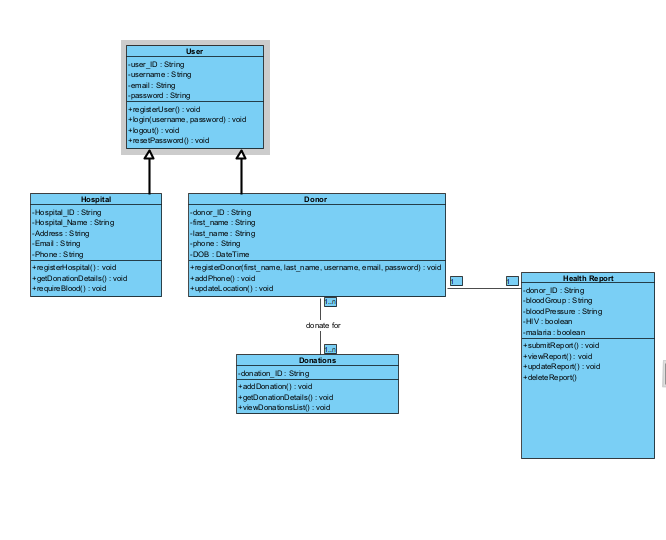 User
-user_ID : String
-username : String
-email : String
-password : String
+registerUser() : void
+login(username, password) : void
+logout() : void
+resetPassword() : void
Hospital
-Hospital_ID : String
-Hospital_Name : String
-Address : String
-Email : String
-Phone : String
+registerHospital() : void
+getDonationDetails() : void
+requireBlood() : void
Donor
-donor_ID : String
-first_name : String
-last_name : String
-phone : String
-DOB : DateTime
+registerDonor(first_name, last_name, username, email, password) : void
+addPhone() : void
+updateLocation() : void
1
1
Health Report
-donor_ID : String
-bloodGroup : String
-bloodPressure : String
-HIV : boolean
-malaria : boolean
+submitReport() : void
+viewReport() : void
+updateReport() : void
+deleteReport()
1..n
donate for
1..n
Donations
-donation_ID : String
+addDonation() : void
+getDonationDetails() : void
+viewDonationsList() : void